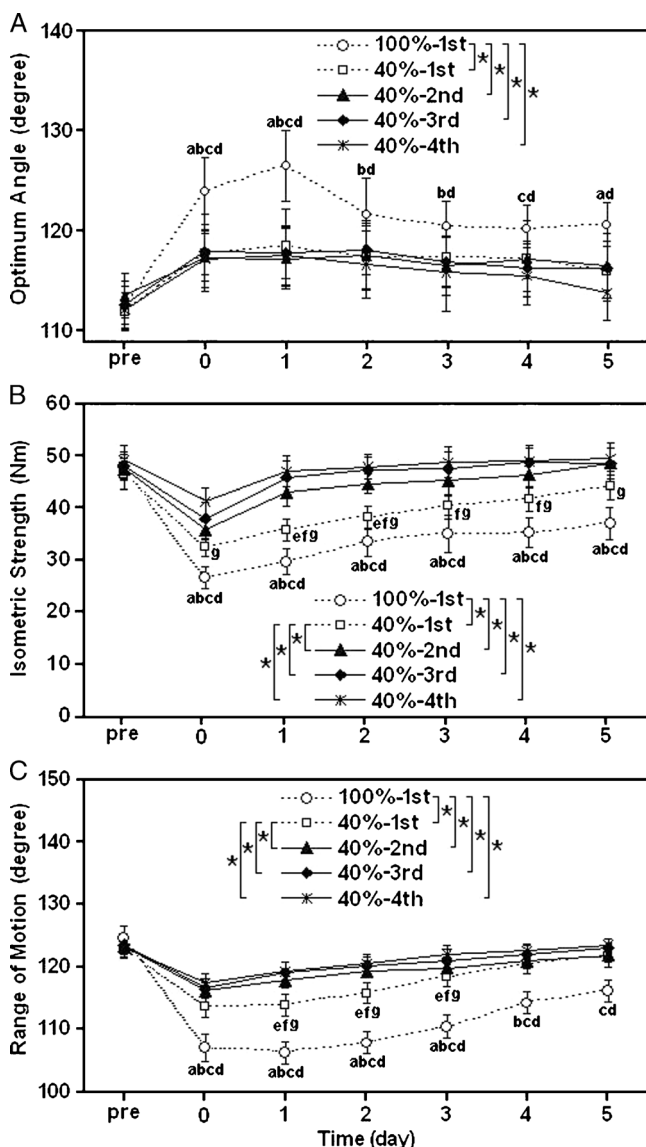 A
140
130
120
110
Optimum Angle (degree)
100%-1st
40%-1st
40%-2nd
40%-3rd
40%-4th
* * * *
abcd abcd bd bd cd ad
pre 0 1 2 3 4 5
B
60
50
40
30
20
10
0
Isometric Strength (Nm)
g efg efg fg fg g
abcd abcd abcd abcd abcd abcd
100%-1st
40%-1st
40%-2nd
40%-3rd
40%-4th
* * * * * * *
pre 0 1 2 3 4 5
C
150
140
130
120
110
100
Range of Motion (degree)
100%-1st
40%-1st
40%-2nd
40%-3rd
40%-4th
* * * * * * *
efg efg efg
abcd abcd abcd abcd bcd cd
pre 0 1 2 3 4 5
Time (day)